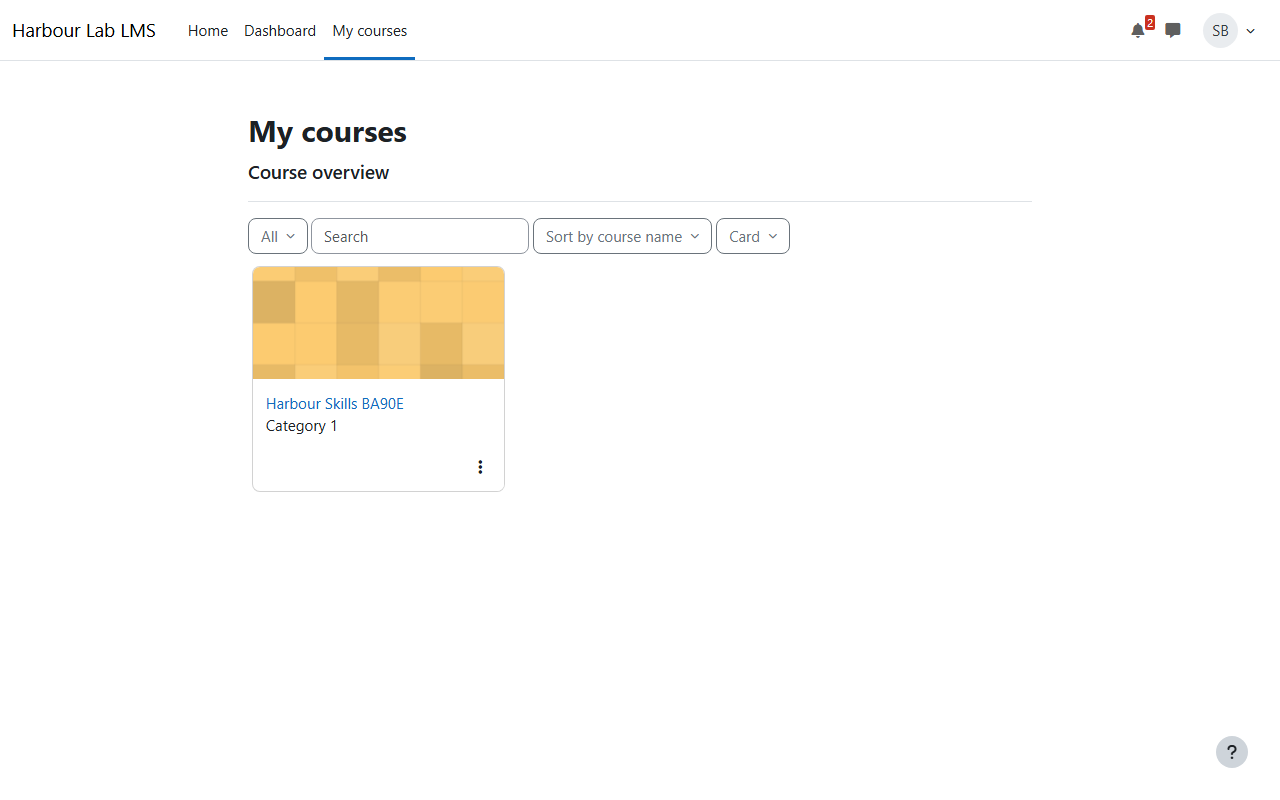 Harbour Lab LMS Home Dashboard My courses 2 SB
My courses
Course overview
All Search Sort by course name Card
Harbour Skills BA90E
Category 1
?